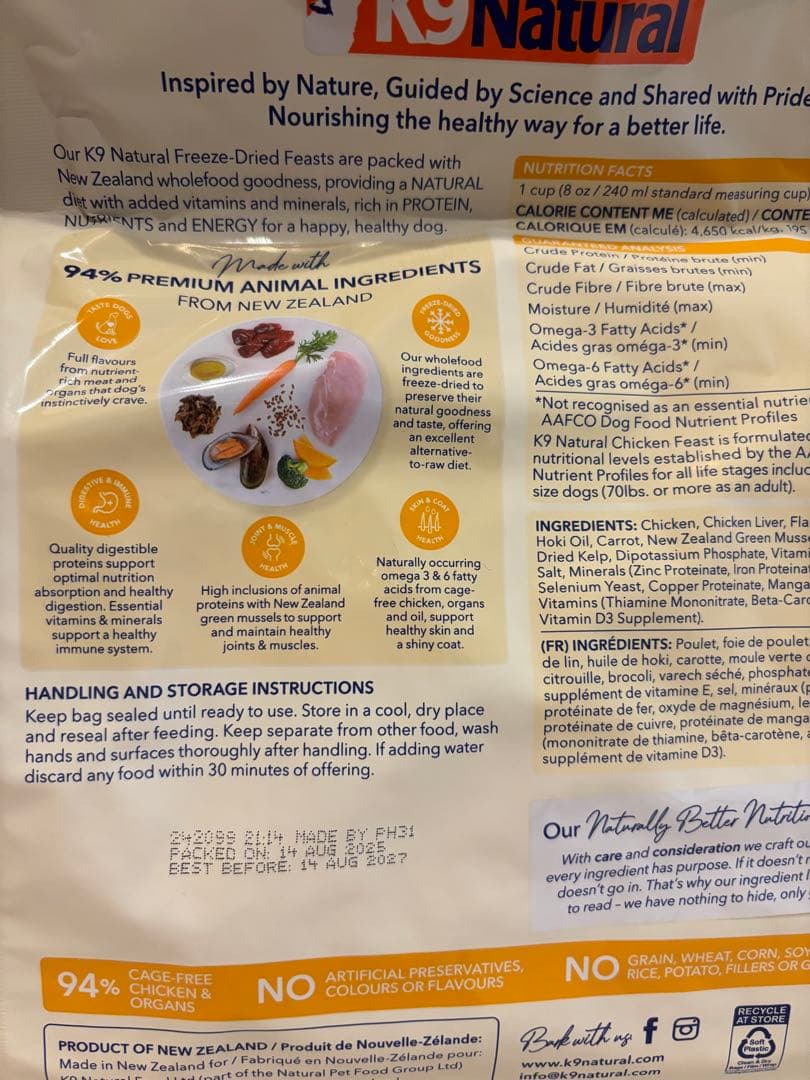 K9 Natural
Inspired by Nature, Guided by Science and Shared with Pride
Nourishing the healthy way for a better life.
Our K9 Natural Freeze-Dried Feasts are packed with
New Zealand wholefood goodness, providing a NATURAL
diet with added vitamins and minerals, rich in PROTEIN,
NUTRIENTS and ENERGY for a happy, healthy dog.
Made with
94% PREMIUM ANIMAL INGREDIENTS
FROM NEW ZEALAND
TASTE DOGS
LOVE
Full flavours
from nutrient-
rich meat and
organs that dog's
instinctively crave.
FREEZE-DRIED
GOODNESS
Our wholefood
ingredients are
freeze-dried to
preserve their
natural goodness
and taste, offering
an excellent
alternative-
to-raw diet.
DIGESTIVE & IMMUNE
HEALTH
Quality digestible
proteins support
optimal nutrition
absorption and healthy
digestion. Essential
vitamins & minerals
support a healthy
immune system.
JOINT & MUSCLE
HEALTH
High inclusions of animal
proteins with New Zealand
green mussels to support
and maintain healthy
joints & muscles.
SKIN & COAT
HEALTH
Naturally occurring
omega 3 & 6 fatty
acids from cage-
free chicken, organs
and oil, support
healthy skin and
a shiny coat.
HANDLING AND STORAGE INSTRUCTIONS
Keep bag sealed until ready to use. Store in a cool, dry place
and reseal after feeding. Keep separate from other food, wash
hands and surfaces thoroughly after handling. If adding water
discard any food within 30 minutes of offering.
242099 21:14 MADE BY PH31
PACKED ON: 14 AUG 2025
BEST BEFORE: 14 AUG 2027
NUTRITION FACTS
1 cup (8 oz / 240 ml standard measuring cup)
CALORIE CONTENT ME (calculated) / CONTE
CALORIQUE EM (calculé): 4,650 kcal/kg, 195
GUARANTEED ANALYSIS
Crude Protein / Protéine brute (min)
Crude Fat / Graisses brutes (min)
Crude Fibre / Fibre brute (max)
Moisture / Humidité (max)
Omega-3 Fatty Acids* /
Acides gras oméga-3* (min)
Omega-6 Fatty Acids* /
Acides gras oméga-6* (min)
*Not recognised as an essential nutrie
AAFCO Dog Food Nutrient Profiles
K9 Natural Chicken Feast is formulated
nutritional levels established by the A
Nutrient Profiles for all life stages includ
size dogs (70lbs. or more as an adult).
INGREDIENTS: Chicken, Chicken Liver, Fla
Hoki Oil, Carrot, New Zealand Green Musse
Dried Kelp, Dipotassium Phosphate, Vitami
Salt, Minerals (Zinc Proteinate, Iron Proteinat
Selenium Yeast, Copper Proteinate, Manga
Vitamins (Thiamine Mononitrate, Beta-Caro
Vitamin D3 Supplement).
(FR) INGRÉDIENTS: Poulet, foie de poulet
de lin, huile de hoki, carotte, moule verte d
citrouille, brocoli, varech séché, phosphate
supplément de vitamine E, sel, minéraux (p
protéinate de fer, oxyde de magnésium, le
protéinate de cuivre, protéinate de manga
(mononitrate de thiamine, bêta-carotène, a
supplément de vitamine D3).
Our Naturally Better Nutritio
With care and consideration we craft ou
every ingredient has purpose. If it doesn't
doesn't go in. That's why our ingredient l
to read – we have nothing to hide, only
94% CAGE-FREE
CHICKEN &
ORGANS
NO ARTIFICIAL PRESERVATIVES,
COLOURS OR FLAVOURS
NO GRAIN, WHEAT, CORN, SOY
RICE, POTATO, FILLERS OR G
PRODUCT OF NEW ZEALAND / Produit de Nouvelle-Zélande:
Made in New Zealand for / Fabriqué en Nouvelle-Zélande pour:
(part of the Natural Pet Food Group Ltd)
Bark with us
www.k9natural.com
info@k9natural.com
RECYCLE
AT STORE
Soft
Plastic
Clean & Dry
Bags / Film / Wrap